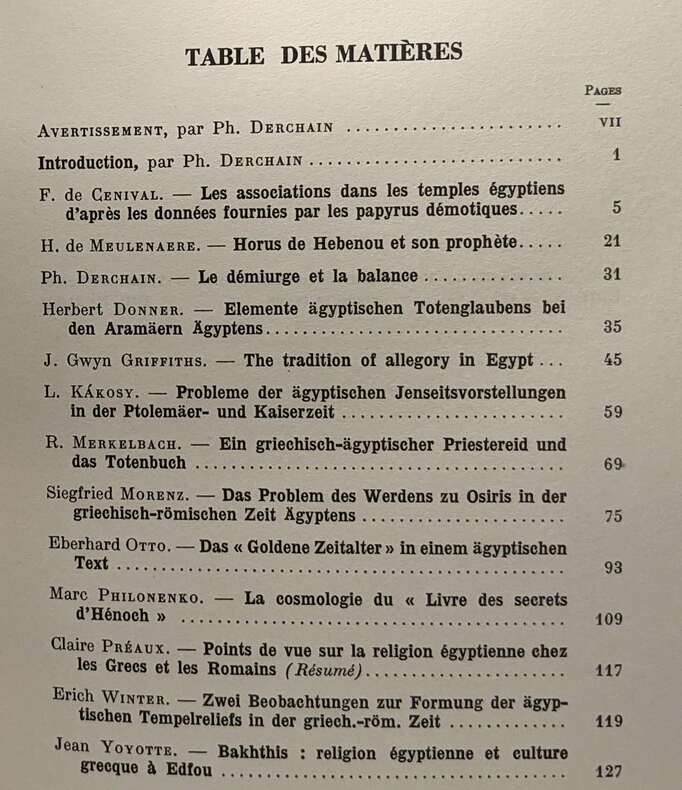 TABLE DES MATIÈRES
PAGES
AVERTISSEMENT, par Ph. DERCHAIN ........................ VII
Introduction, par Ph. DERCHAIN ............................ 1
F. de CENIVAL. — Les associations dans les temples égyptiens
d'après les données fournies par les papyrus démotiques..... 5
H. de MEULENAERE. — Horus de Hebenou et son prophète..... 21
Ph. DERCHAIN. — Le démiurge et la balance ............... 31
Herbert DONNER. — Elemente ägyptischen Totenglaubens bei
den Aramäern Ägyptens.................................. 35
J. Gwyn GRIFFITHS. — The tradition of allegory in Egypt ... 45
L. KÁKOSY. — Probleme der ägyptischen Jenseitsvorstellungen
in der Ptolemäer- und Kaiserzeit ........................ 59
R. MERKELBACH. — Ein griechisch-ägyptischer Priestereid und
das Totenbuch ........................................ 69
Siegfried MORENZ. — Das Problem des Werdens zu Osiris in der
griechisch-römischen Zeit Ägyptens ...................... 75
Eberhard OTTO. — Das « Goldene Zeitalter » in einem ägyptischen
Text ................................................ 93
Marc PHILONENKO. — La cosmologie du « Livre des secrets
d'Hénoch » .......................................... 109
Claire PRÉAUX. — Points de vue sur la religion égyptienne chez
les Grecs et les Romains (Résumé)...................... 117
Erich WINTER. — Zwei Beobachtungen zur Formung der ägyp-
tischen Tempelreliefs in der griech.-röm. Zeit ............. 119
Jean YOYOTTE. — Bakhthis : religion égyptienne et culture
grecque à Edfou ...................................... 127